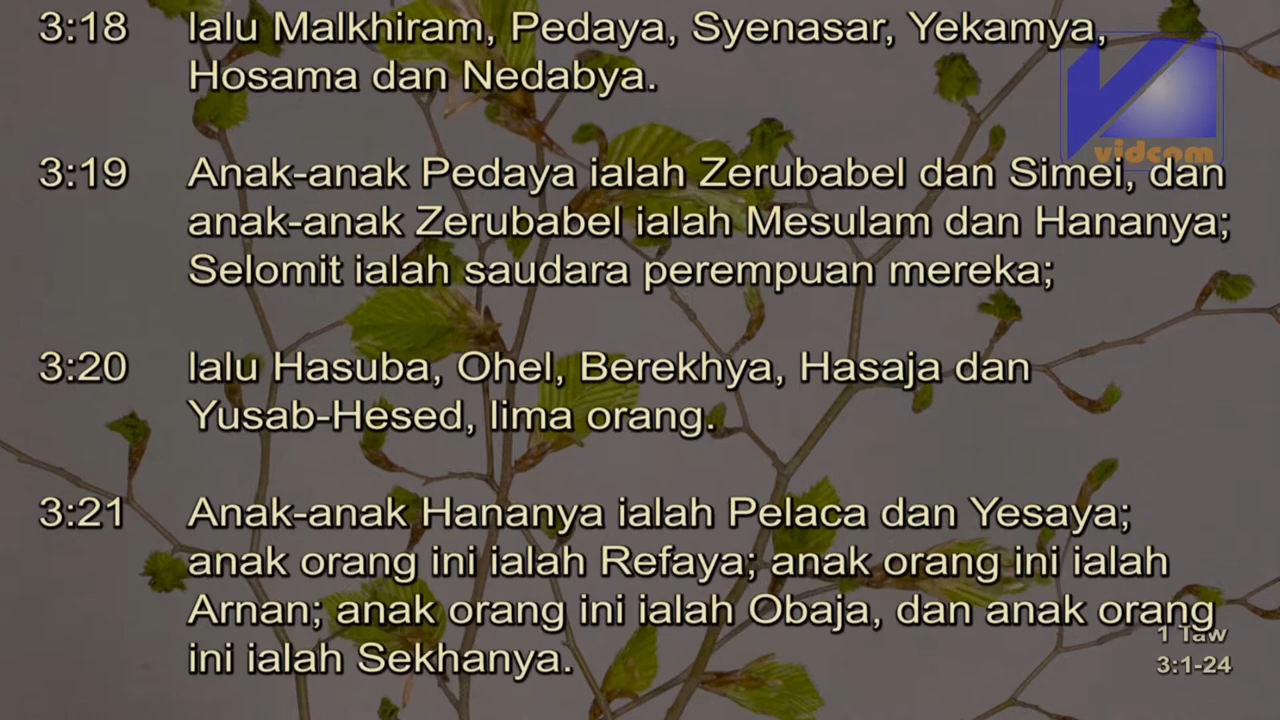 3:18 lalu Malkhiram, Pedaya, Syenasar, Yekamya,
Hosama dan Nedabya.
vidcom
3:19 Anak-anak Pedaya ialah Zerubabel dan Simei, dan
anak-anak Zerubabel ialah Mesulam dan Hananya;
Selomit ialah saudara perempuan mereka;
3:20 lalu Hasuba, Ohel, Berekhya, Hasaja dan
Yusab-Hesed, lima orang.
3:21 Anak-anak Hananya ialah Pelaca dan Yesaya;
anak orang ini ialah Refaya; anak orang ini ialah
Arnan; anak orang ini ialah Obaja, dan anak orang
ini ialah Sekhanya.
1 Taw
3:1-24